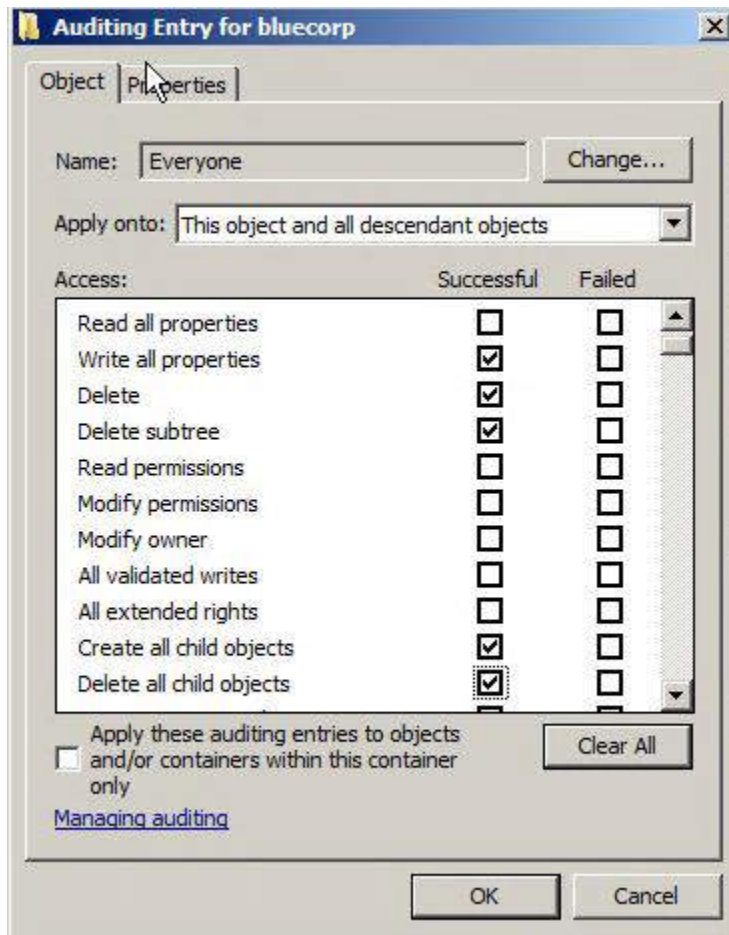 Auditing Entry for bluecorp
Object
Properties
Name: Everyone Change...
Apply onto: This object and all descendant objects
Access: Successful Failed
Read all properties
Write all properties
Delete
Delete subtree
Read permissions
Modify permissions
Modify owner
All validated writes
All extended rights
Create all child objects
Delete all child objects
Apply these auditing entries to objects
and/or containers within this container
only
Clear All
Managing auditing
OK Cancel